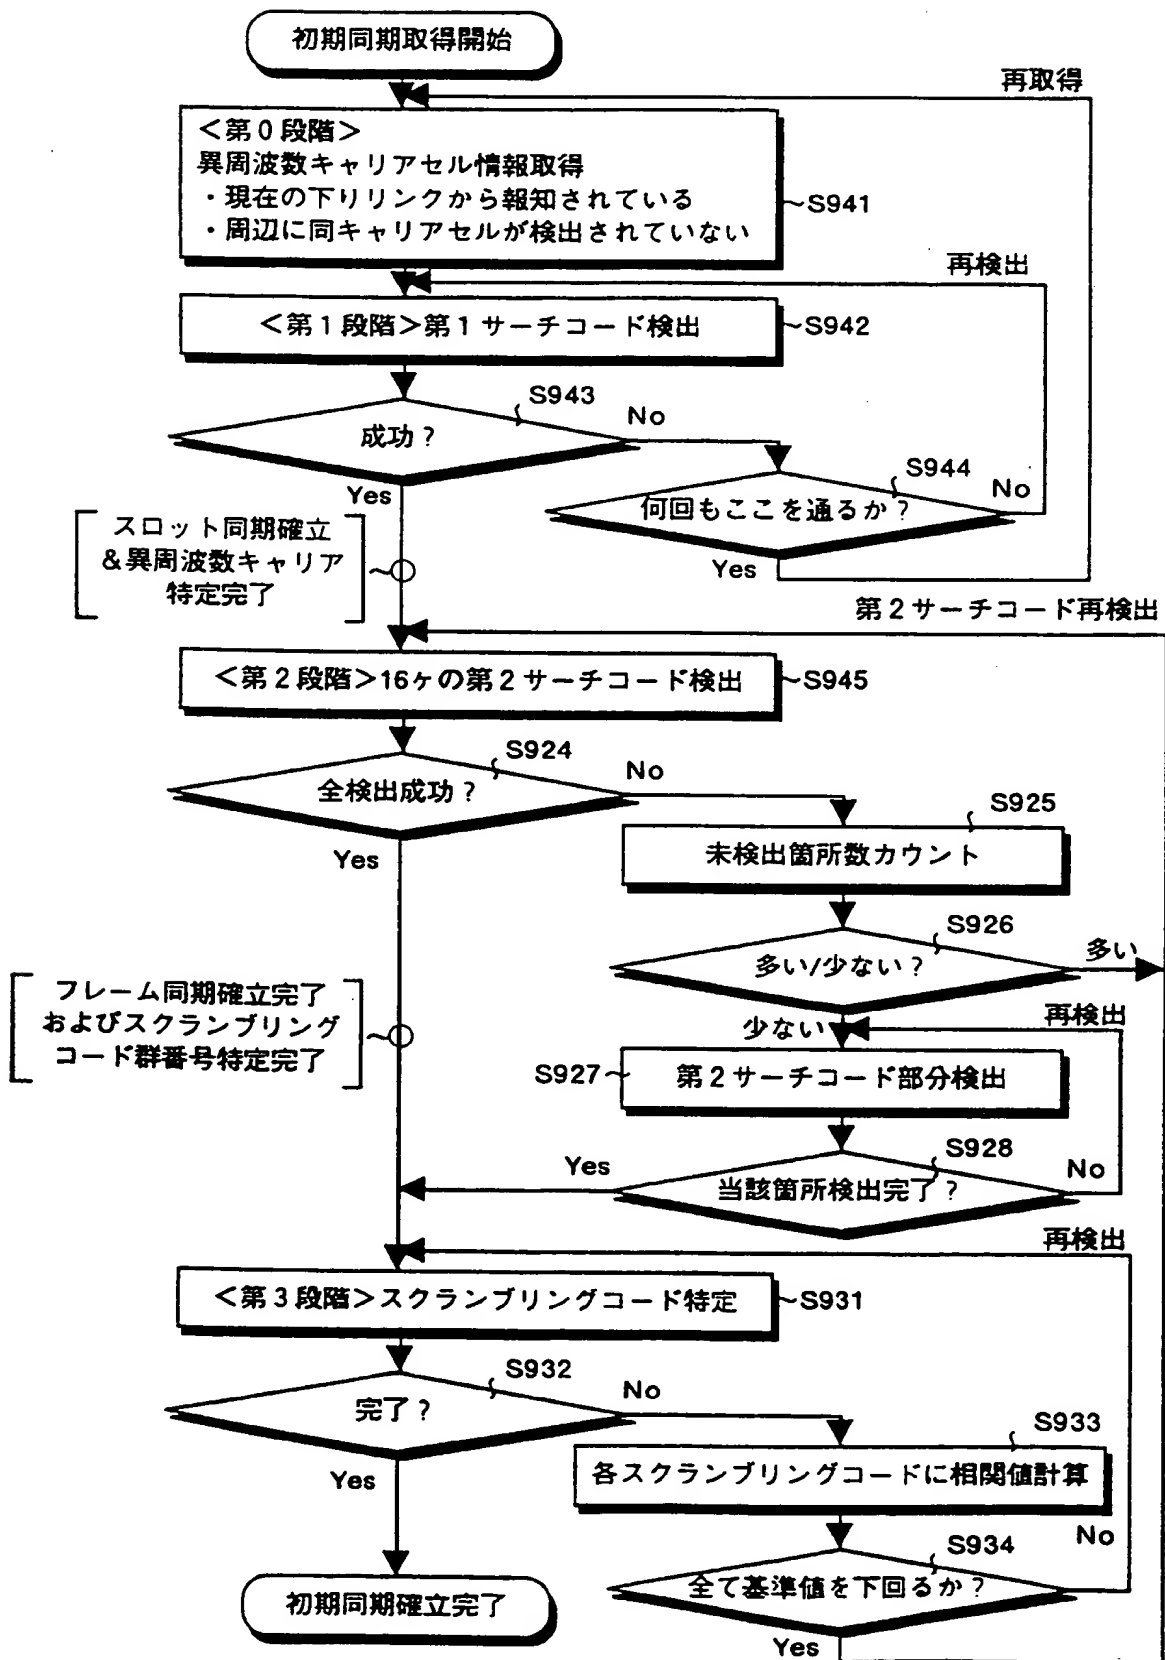 初期同期取得開始
再取得
<第0段階>
異周波数キャリアセル情報取得
・現在の下りリンクから報知されている
・周辺に同キャリアセルが検出されていない
S941
再検出
<第1段階>第1サーチコード検出
S942
S943
成功?
No
S944
何回もここを通るか?
No
Yes
Yes
スロット同期確立
&異周波数キャリア
特定完了
第2サーチコード再検出
<第2段階>16ヶの第2サーチコード検出
S945
S924
全検出成功?
No
S925
未検出箇所数カウント
Yes
S926
多い/少ない?
多い
フレーム同期確立完了
およびスクランブリング
コード群番号特定完了
少ない
再検出
S927
第2サーチコード部分検出
S928
Yes
当該箇所検出完了?
No
再検出
<第3段階>スクランブリングコード特定
S931
S932
完了?
No
S933
各スクランブリングコードに相関値計算
Yes
No
S934
全て基準値を下回るか?
初期同期確立完了
Yes